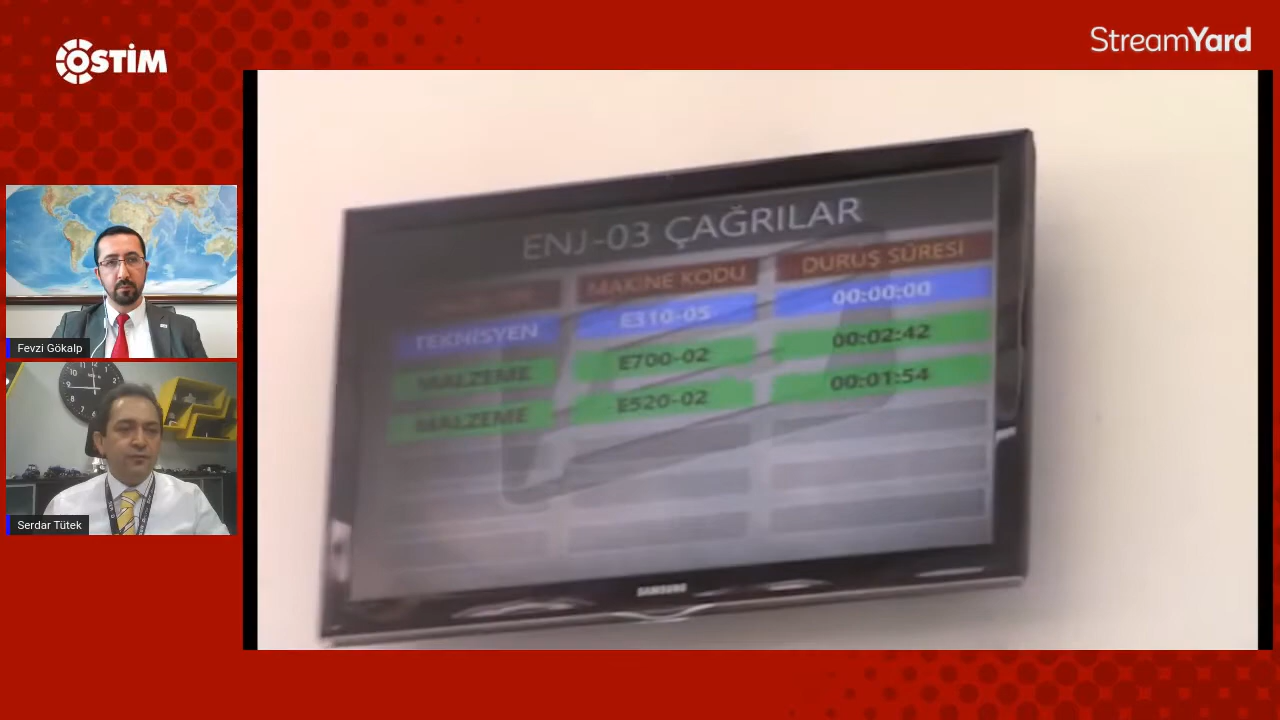 OSTİM
StreamYard
ENJ-03 ÇAĞRILAR
MAKİNE KODU DURUŞ SÜRESİ
TEKNİSYEN E310-05 00:00:00
MALZEME E700-02 00:02:42
MALZEME E520-02 00:01:54
SAMSUNG
Fevzi Gökalp
Serdar Tütek